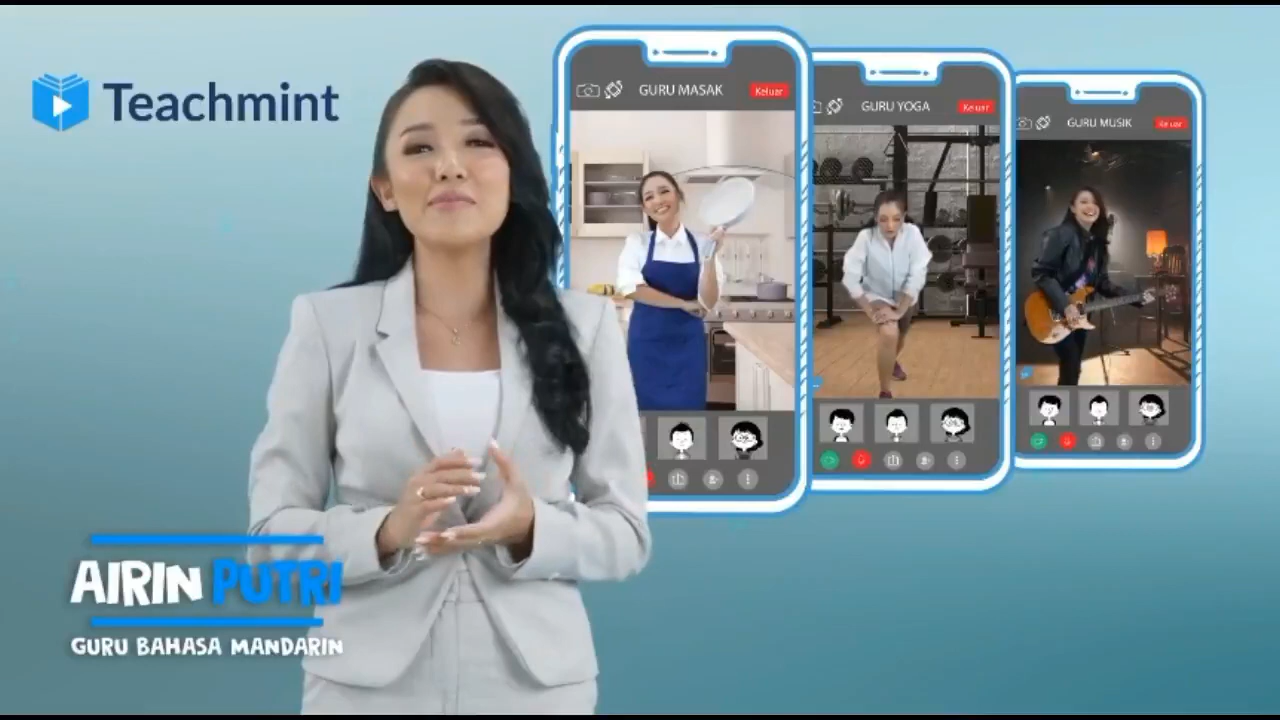 Teachmint
GURU MASAK
Keluar
GURU YOGA
Keluar
GURU MUSIK
Keluar
AIRIN PUTRI
GURU BAHASA MANDARIN